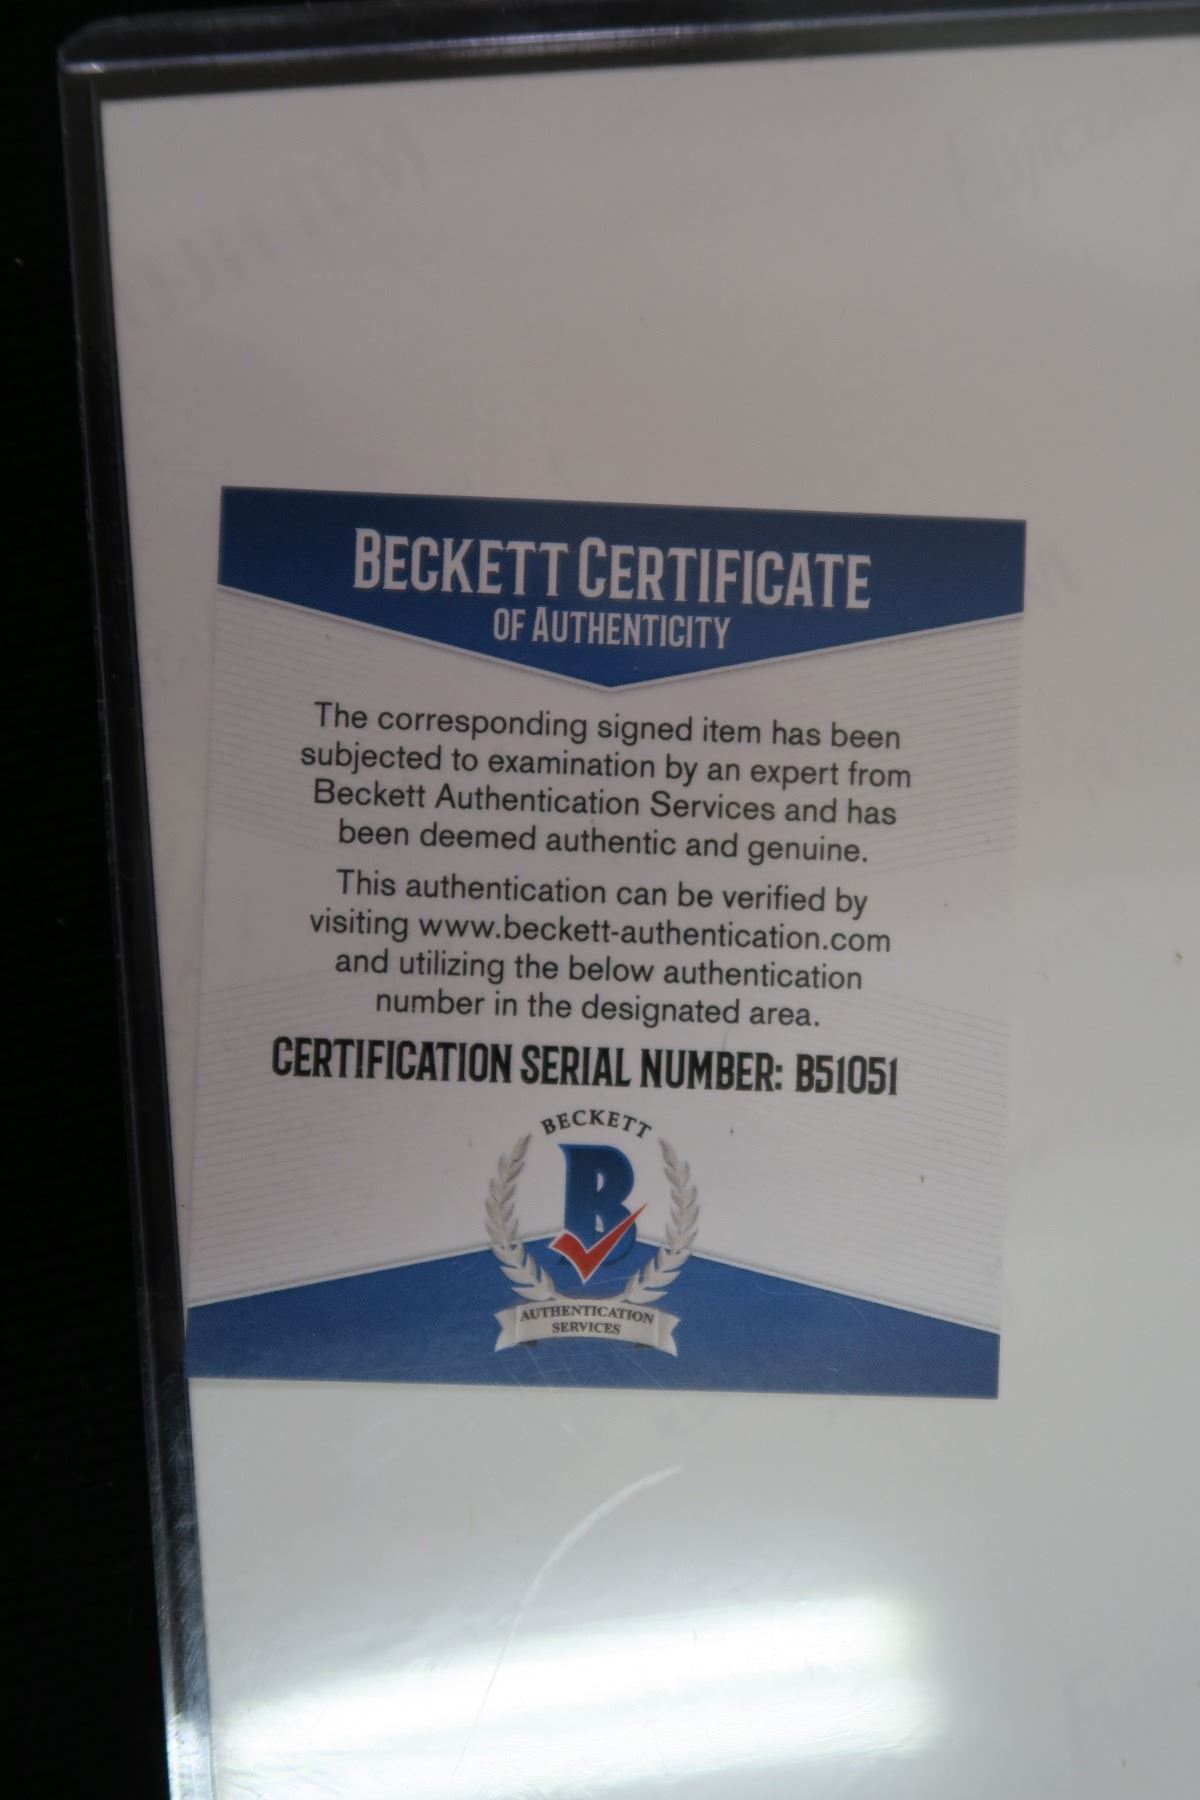 FUJIFILM
Fujicolor
BECKETT CERTIFICATE
OF AUTHENTICITY
The corresponding signed item has been
subjected to examination by an expert from
Beckett Authentication Services and has
been deemed authentic and genuine.
This authentication can be verified by
visiting www.beckett-authentication.com
and utilizing the below authentication
number in the designated area.
CERTIFICATION SERIAL NUMBER: B51051
BECKETT
B
AUTHENTICATION
SERVICES